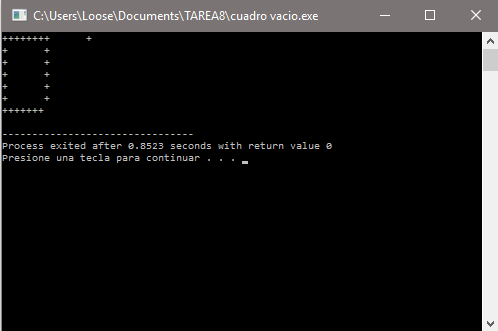 C:\Users\Loose\Documents\TAREA8\cuadro vacio.exe
++++++++      +
+      +
+      +
+      +
+      +
+      +
+++++++
--------------------------------
Process exited after 0.8523 seconds with return value 0
Presione una tecla para continuar . . .